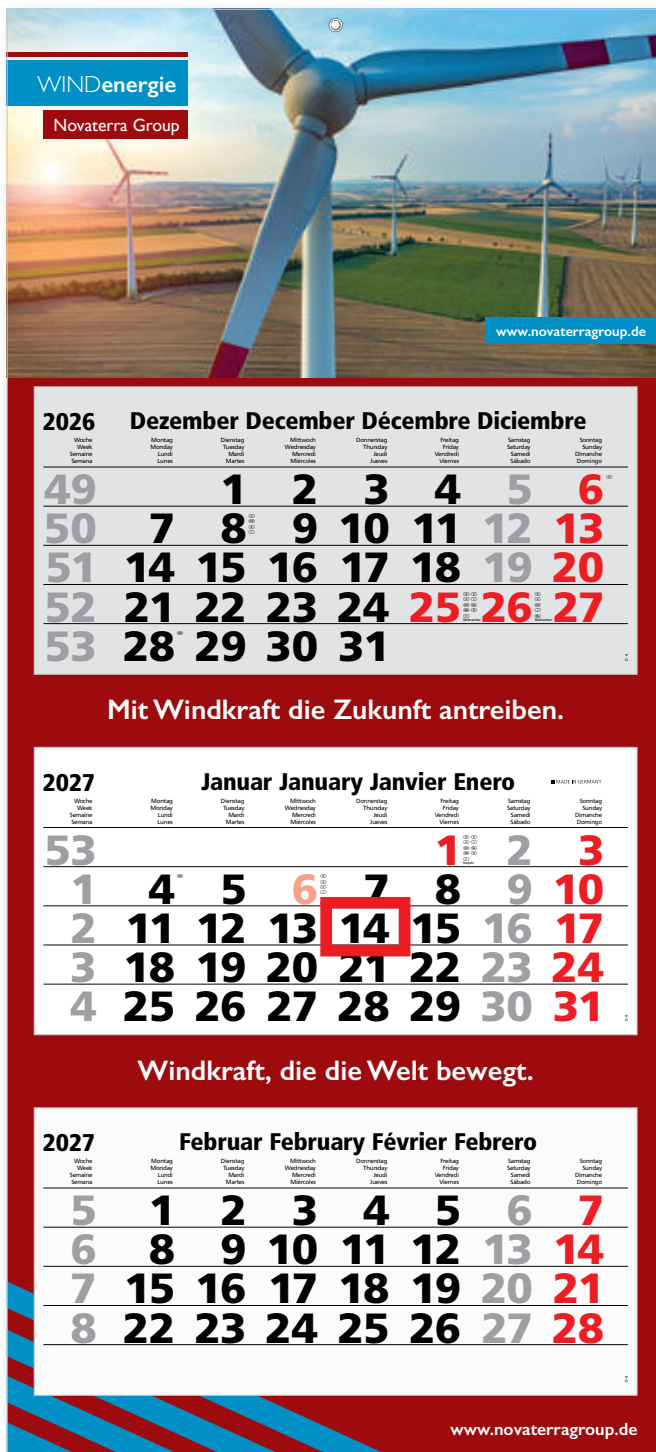 WINDenergie
Novaterra Group
www.novaterragroup.de
2026 Dezember December Décembre Diciembre
Woche Montag Dienstag Mittwoch Donnerstag Freitag Samstag Sonntag
Week Monday Tuesday Wednesday Thursday Friday Saturday Sunday
Semaine Lundi Mardi Mercredi Jeudi Vendredi Samedi Dimanche
Semana Lunes Martes Miércoles Jueves Viernes Sábado Domingo
49 1 2 3 4 5 6
50 7 8 9 10 11 12 13
51 14 15 16 17 18 19 20
52 21 22 23 24 25 26 27
53 28 29 30 31
Mit Windkraft die Zukunft antreiben.
2027 Januar January Janvier Enero MADE IN GERMANY
Woche Montag Dienstag Mittwoch Donnerstag Freitag Samstag Sonntag
Week Monday Tuesday Wednesday Thursday Friday Saturday Sunday
Semaine Lundi Mardi Mercredi Jeudi Vendredi Samedi Dimanche
Semana Lunes Martes Miércoles Jueves Viernes Sábado Domingo
53 1 2 3
1 4 5 6 7 8 9 10
2 11 12 13 14 15 16 17
3 18 19 20 21 22 23 24
4 25 26 27 28 29 30 31
Windkraft, die die Welt bewegt.
2027 Februar February Février Febrero
Woche Montag Dienstag Mittwoch Donnerstag Freitag Samstag Sonntag
Week Monday Tuesday Wednesday Thursday Friday Saturday Sunday
Semaine Lundi Mardi Mercredi Jeudi Vendredi Samedi Dimanche
Semana Lunes Martes Miércoles Jueves Viernes Sábado Domingo
5 1 2 3 4 5 6 7
6 8 9 10 11 12 13 14
7 15 16 17 18 19 20 21
8 22 23 24 25 26 27 28
www.novaterragroup.de